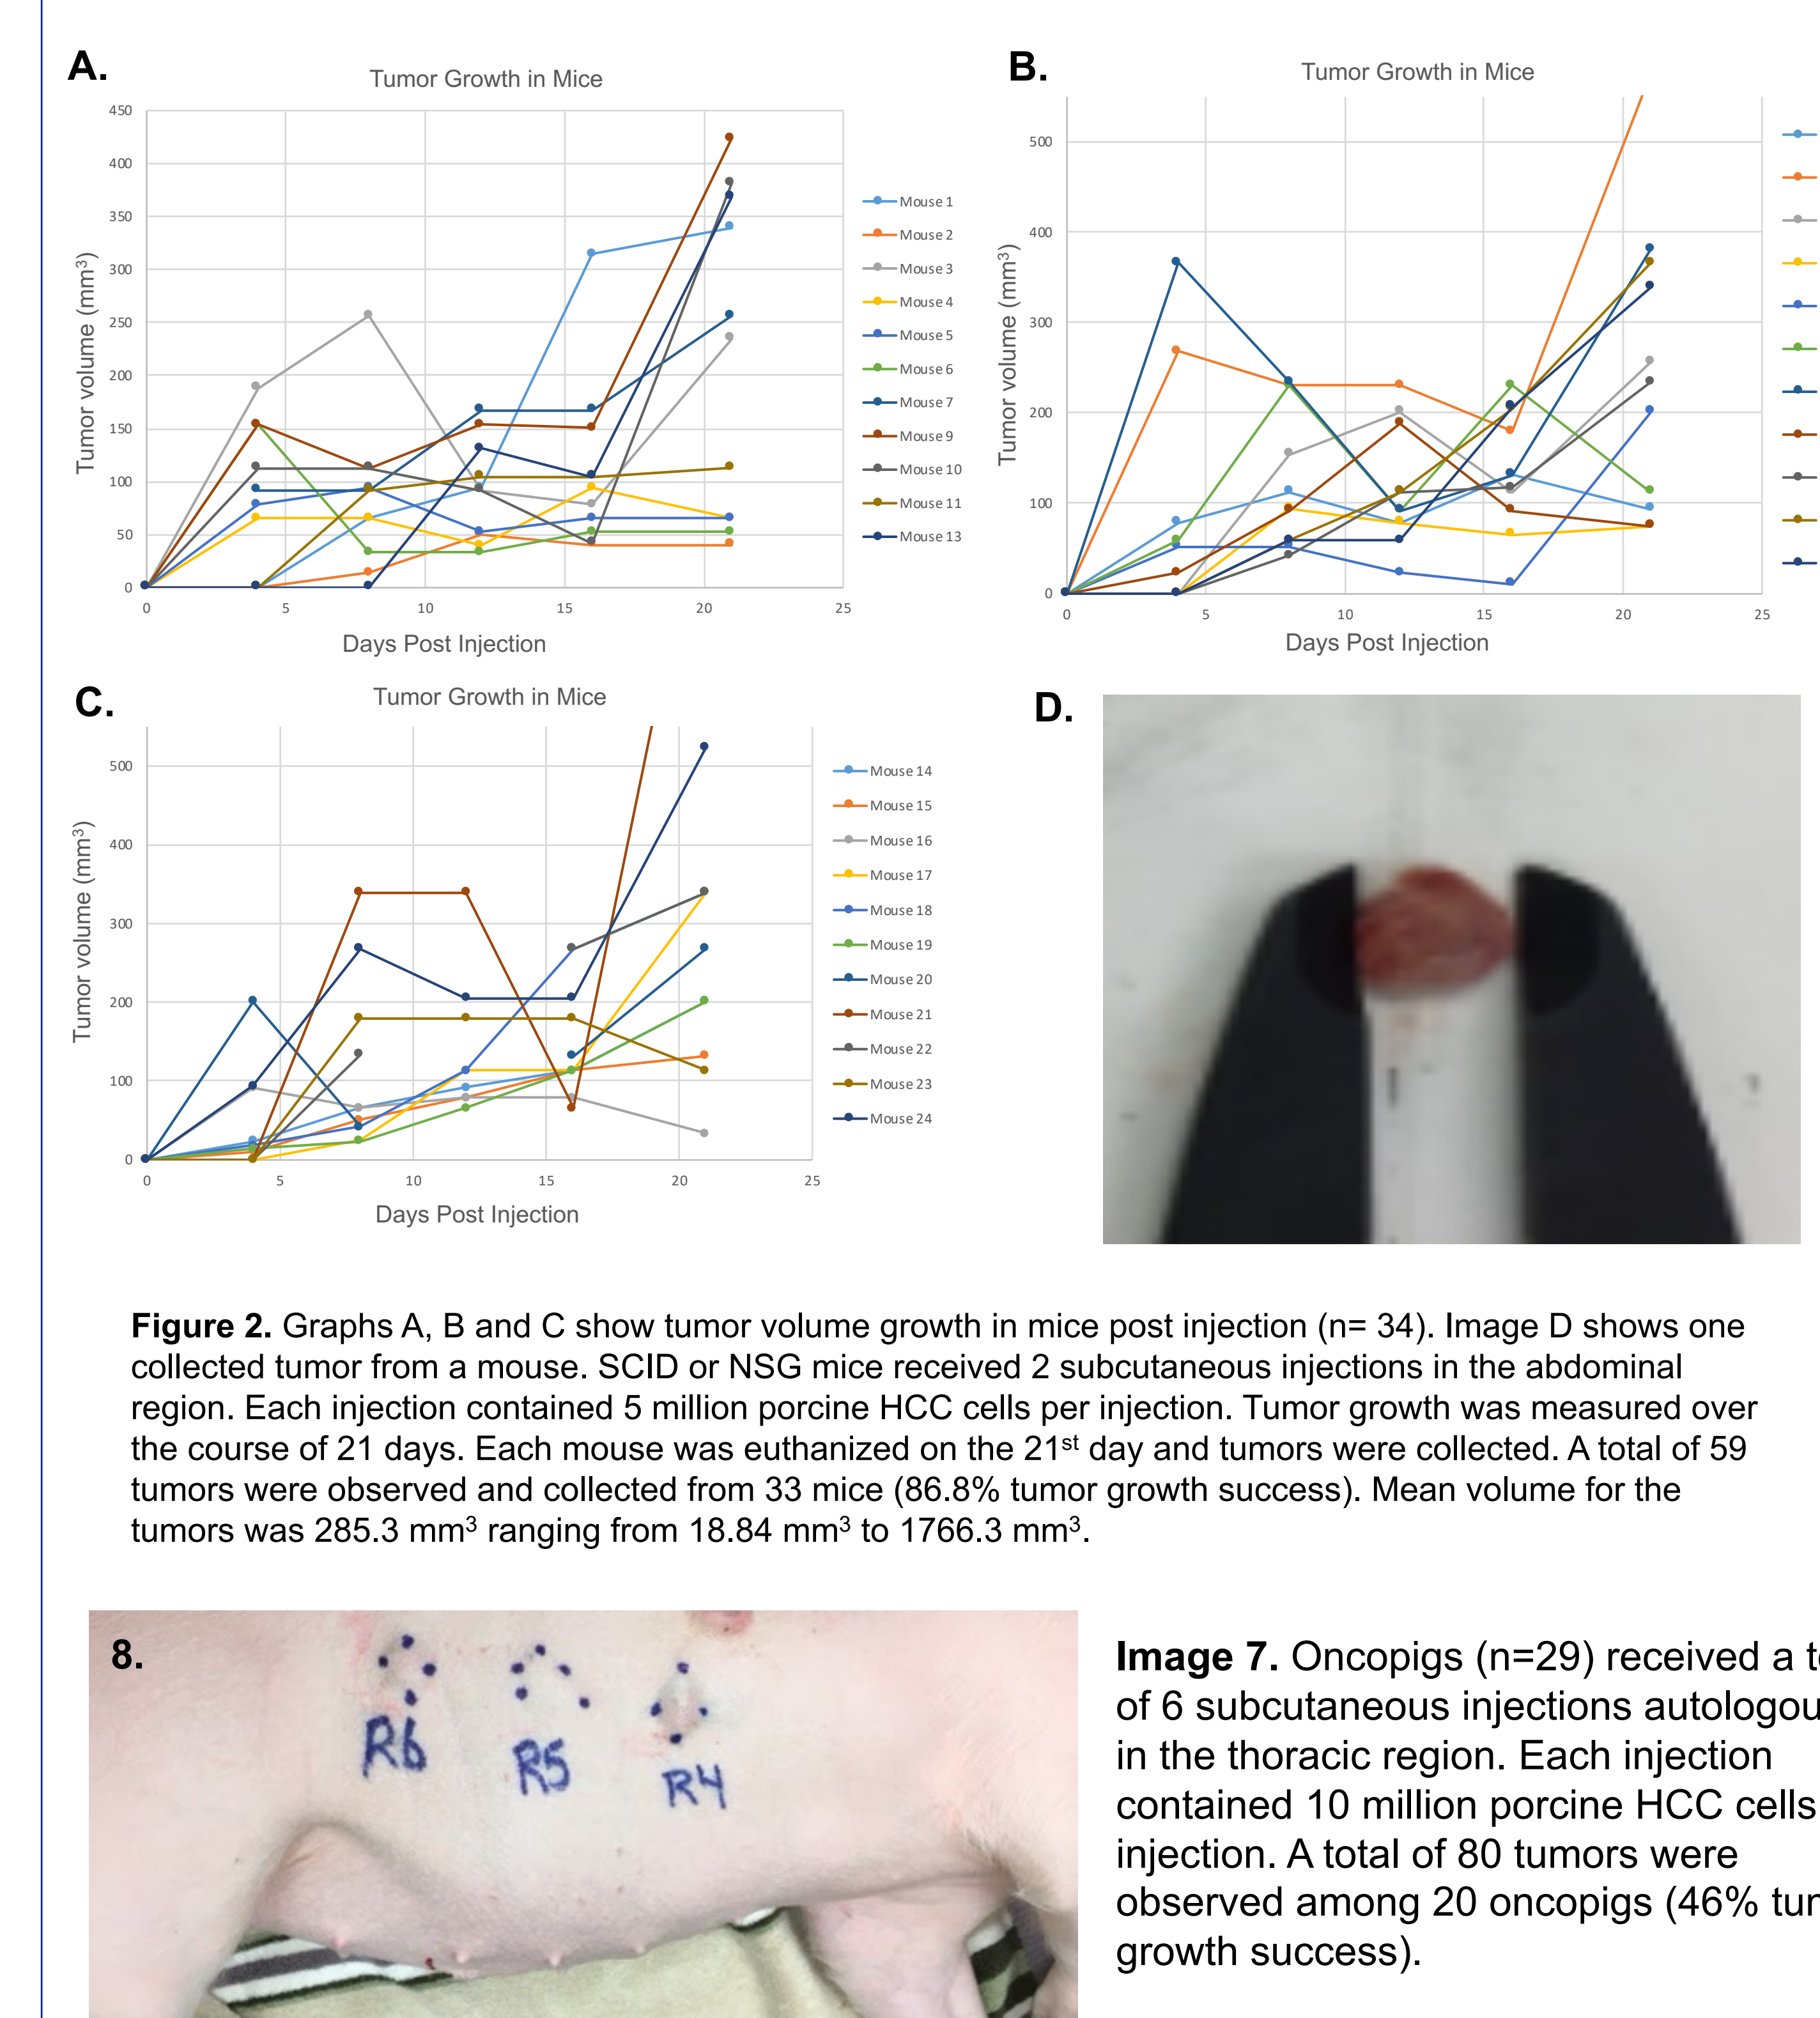 A.
Tumor Growth in Mice
450
400
350
300
250
200
150
100
50
0
0 5 10 15 20 25
Tumor volume (mm³)
Days Post Injection
Mouse 1
Mouse 2
Mouse 3
Mouse 4
Mouse 5
Mouse 6
Mouse 7
Mouse 9
Mouse 10
Mouse 11
Mouse 13
B.
Tumor Growth in Mice
500
400
300
200
100
0
0 5 10 15 20 25
Tumor volume (mm³)
Days Post Injection
C.
Tumor Growth in Mice
500
400
300
200
100
0
0 5 10 15 20 25
Tumor volume (mm³)
Days Post Injection
Mouse 14
Mouse 15
Mouse 16
Mouse 17
Mouse 18
Mouse 19
Mouse 20
Mouse 21
Mouse 22
Mouse 23
Mouse 24
D.
Figure 2. Graphs A, B and C show tumor volume growth in mice post injection (n= 34). Image D shows one
collected tumor from a mouse. SCID or NSG mice received 2 subcutaneous injections in the abdominal
region. Each injection contained 5 million porcine HCC cells per injection. Tumor growth was measured over
the course of 21 days. Each mouse was euthanized on the 21st day and tumors were collected. A total of 59
tumors were observed and collected from 33 mice (86.8% tumor growth success). Mean volume for the
tumors was 285.3 mm³ ranging from 18.84 mm³ to 1766.3 mm³.
8.
R6
R5
R4
Image 7. Oncopigs (n=29) received a
of 6 subcutaneous injections
in the thoracic region. Each injection
contained 10 million porcine HCC cells
injection. A total of 80 tumors were
observed among 20 oncopigs (46%
growth success).